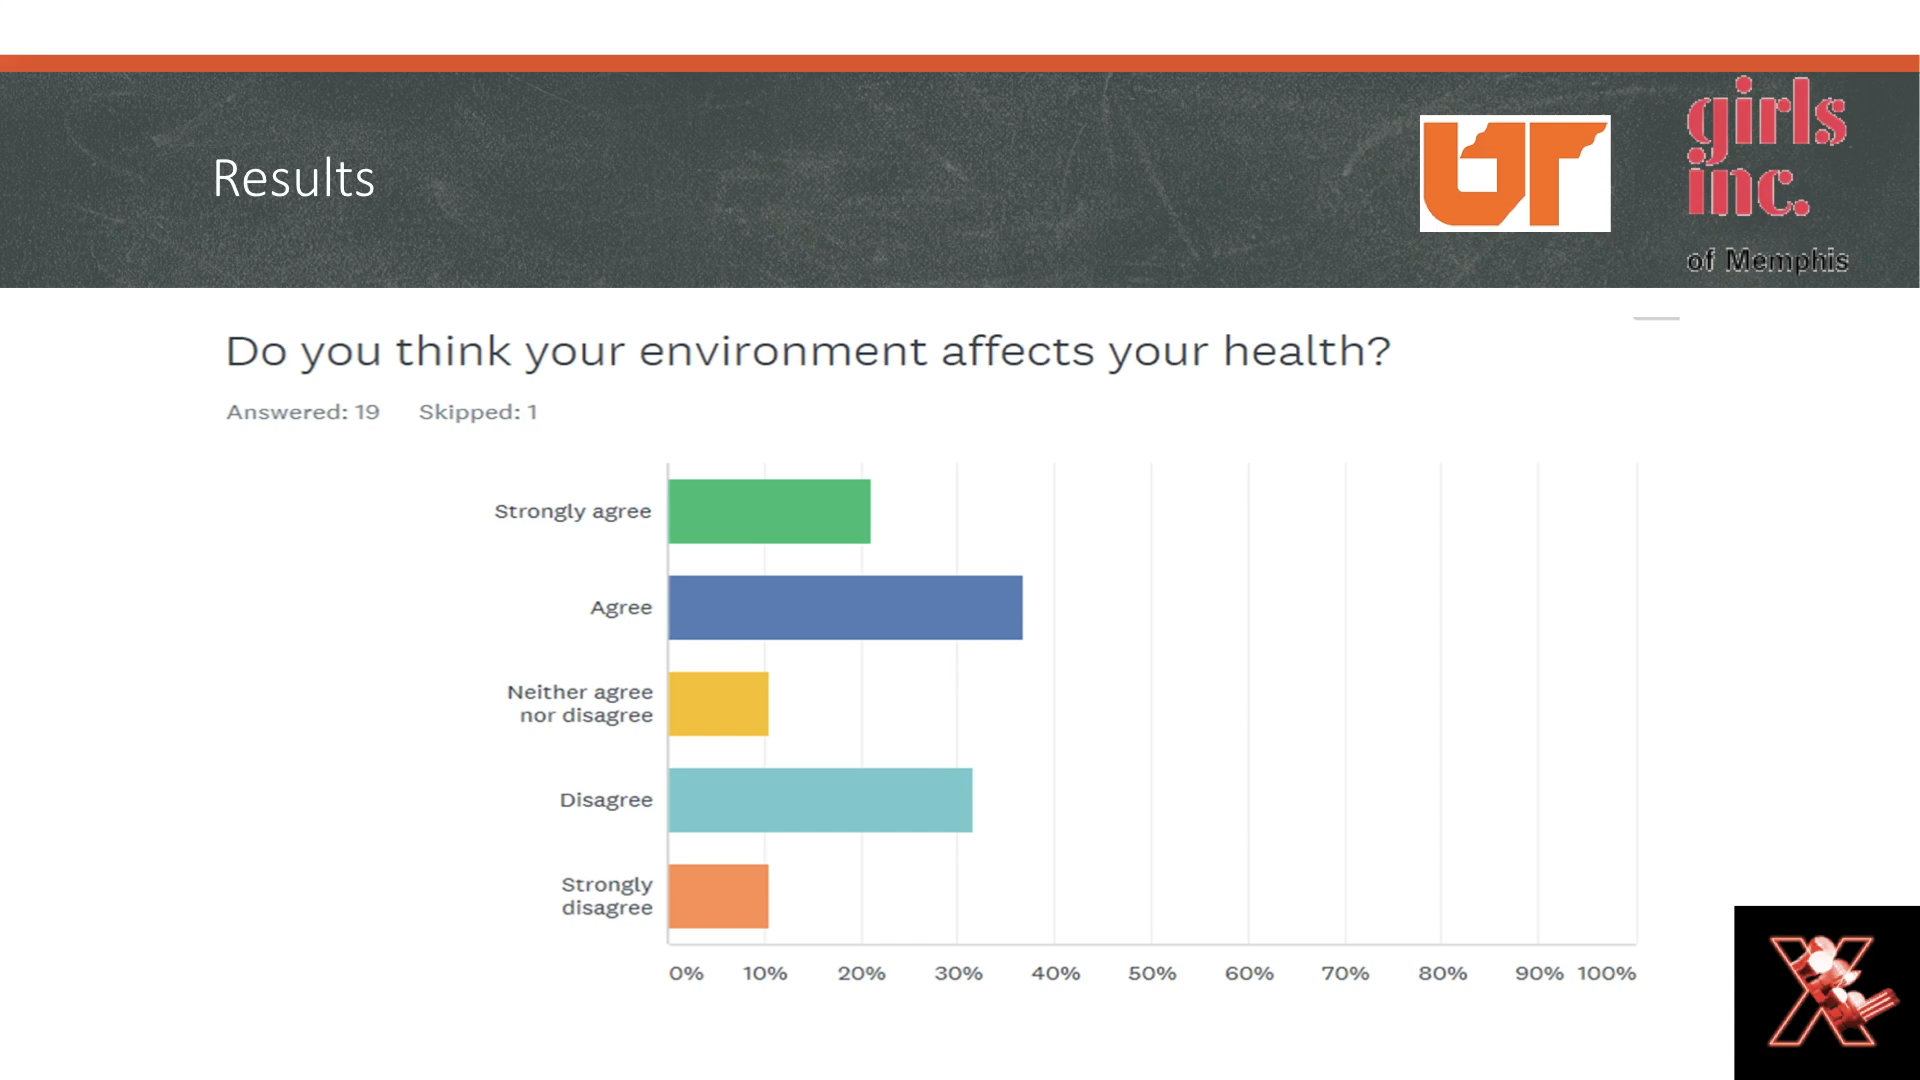 Results
UT
girls
inc.
of Memphis
Do you think your environment affects your health?
Answered: 19 Skipped: 1
Strongly agree
Agree
Neither agree
nor disagree
Disagree
Strongly
disagree
0% 10% 20% 30% 40% 50% 60% 70% 80% 90% 100%
X